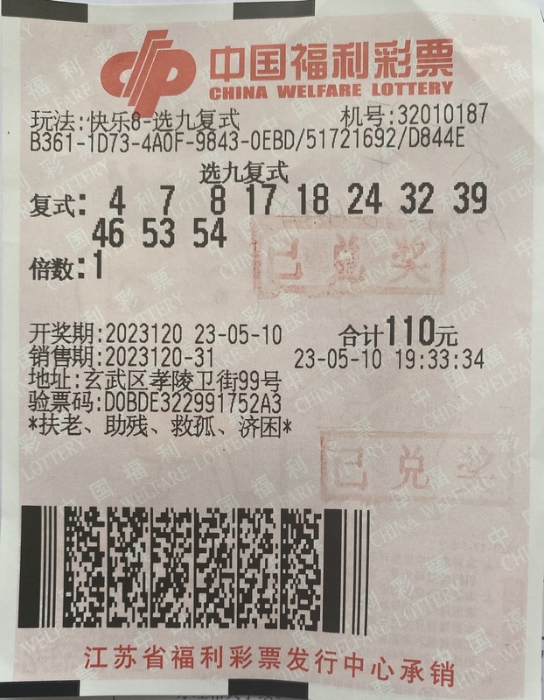 中国福利彩票
CHINA WELFARE LOTTERY
玩法:快乐8-选九复式 机号:32010187
B361-1D73-4A0F-9843-0EBD/51721692/D844E
选九复式
复式: 4 7 8 17 18 24 32 39
46 53 54
已兑奖
倍数:1
开奖期:2023120 23-05-10 合计110元
销售期:2023120-31 23-05-10 19:33:34
地址:玄武区孝陵卫街99号
验票码:D0BDE322991752A3
*扶老、助残、救孤、济困*
已兑奖
江苏省福利彩票发行中心承销